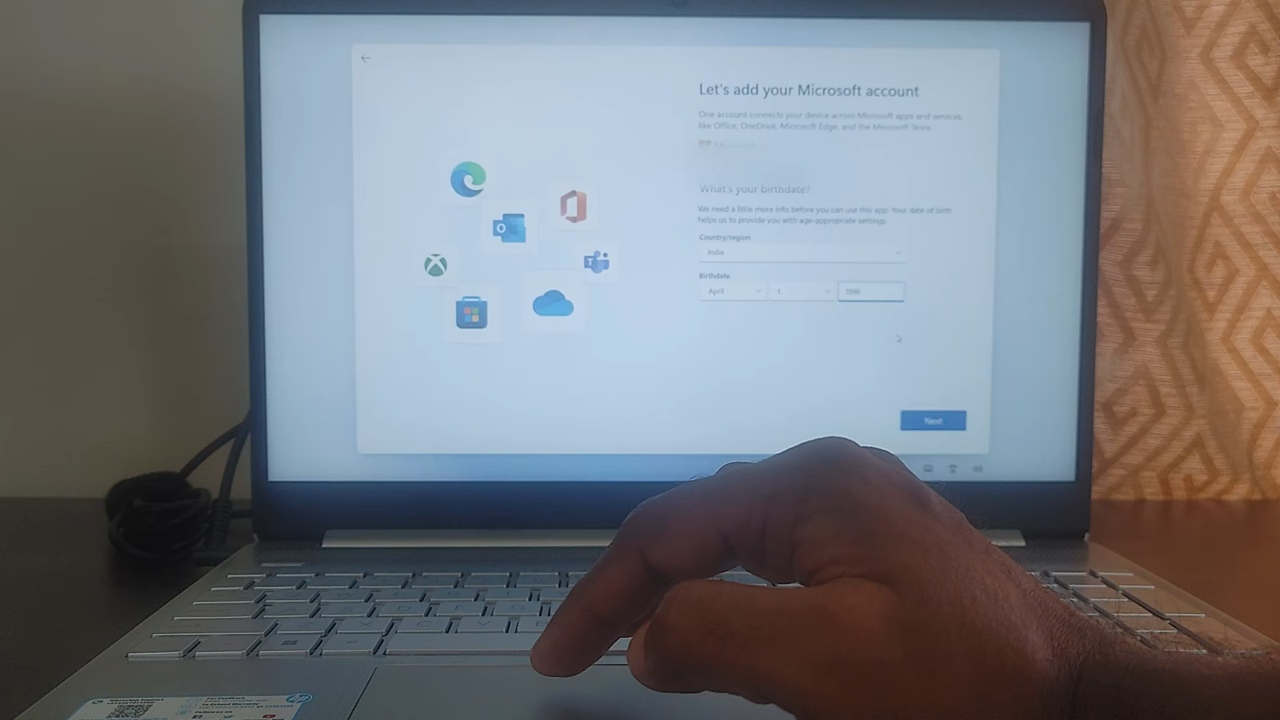 Let's add your Microsoft account
One account connects your device across Microsoft apps and services,
like Office, OneDrive, Microsoft Edge, and the Microsoft Store.
What's your birthdate?
We need a little more info before you can use this app. Your date of birth
helps us to provide you with age-appropriate settings.
Country/region
India
Birthdate
April 1 1996
Next
hp